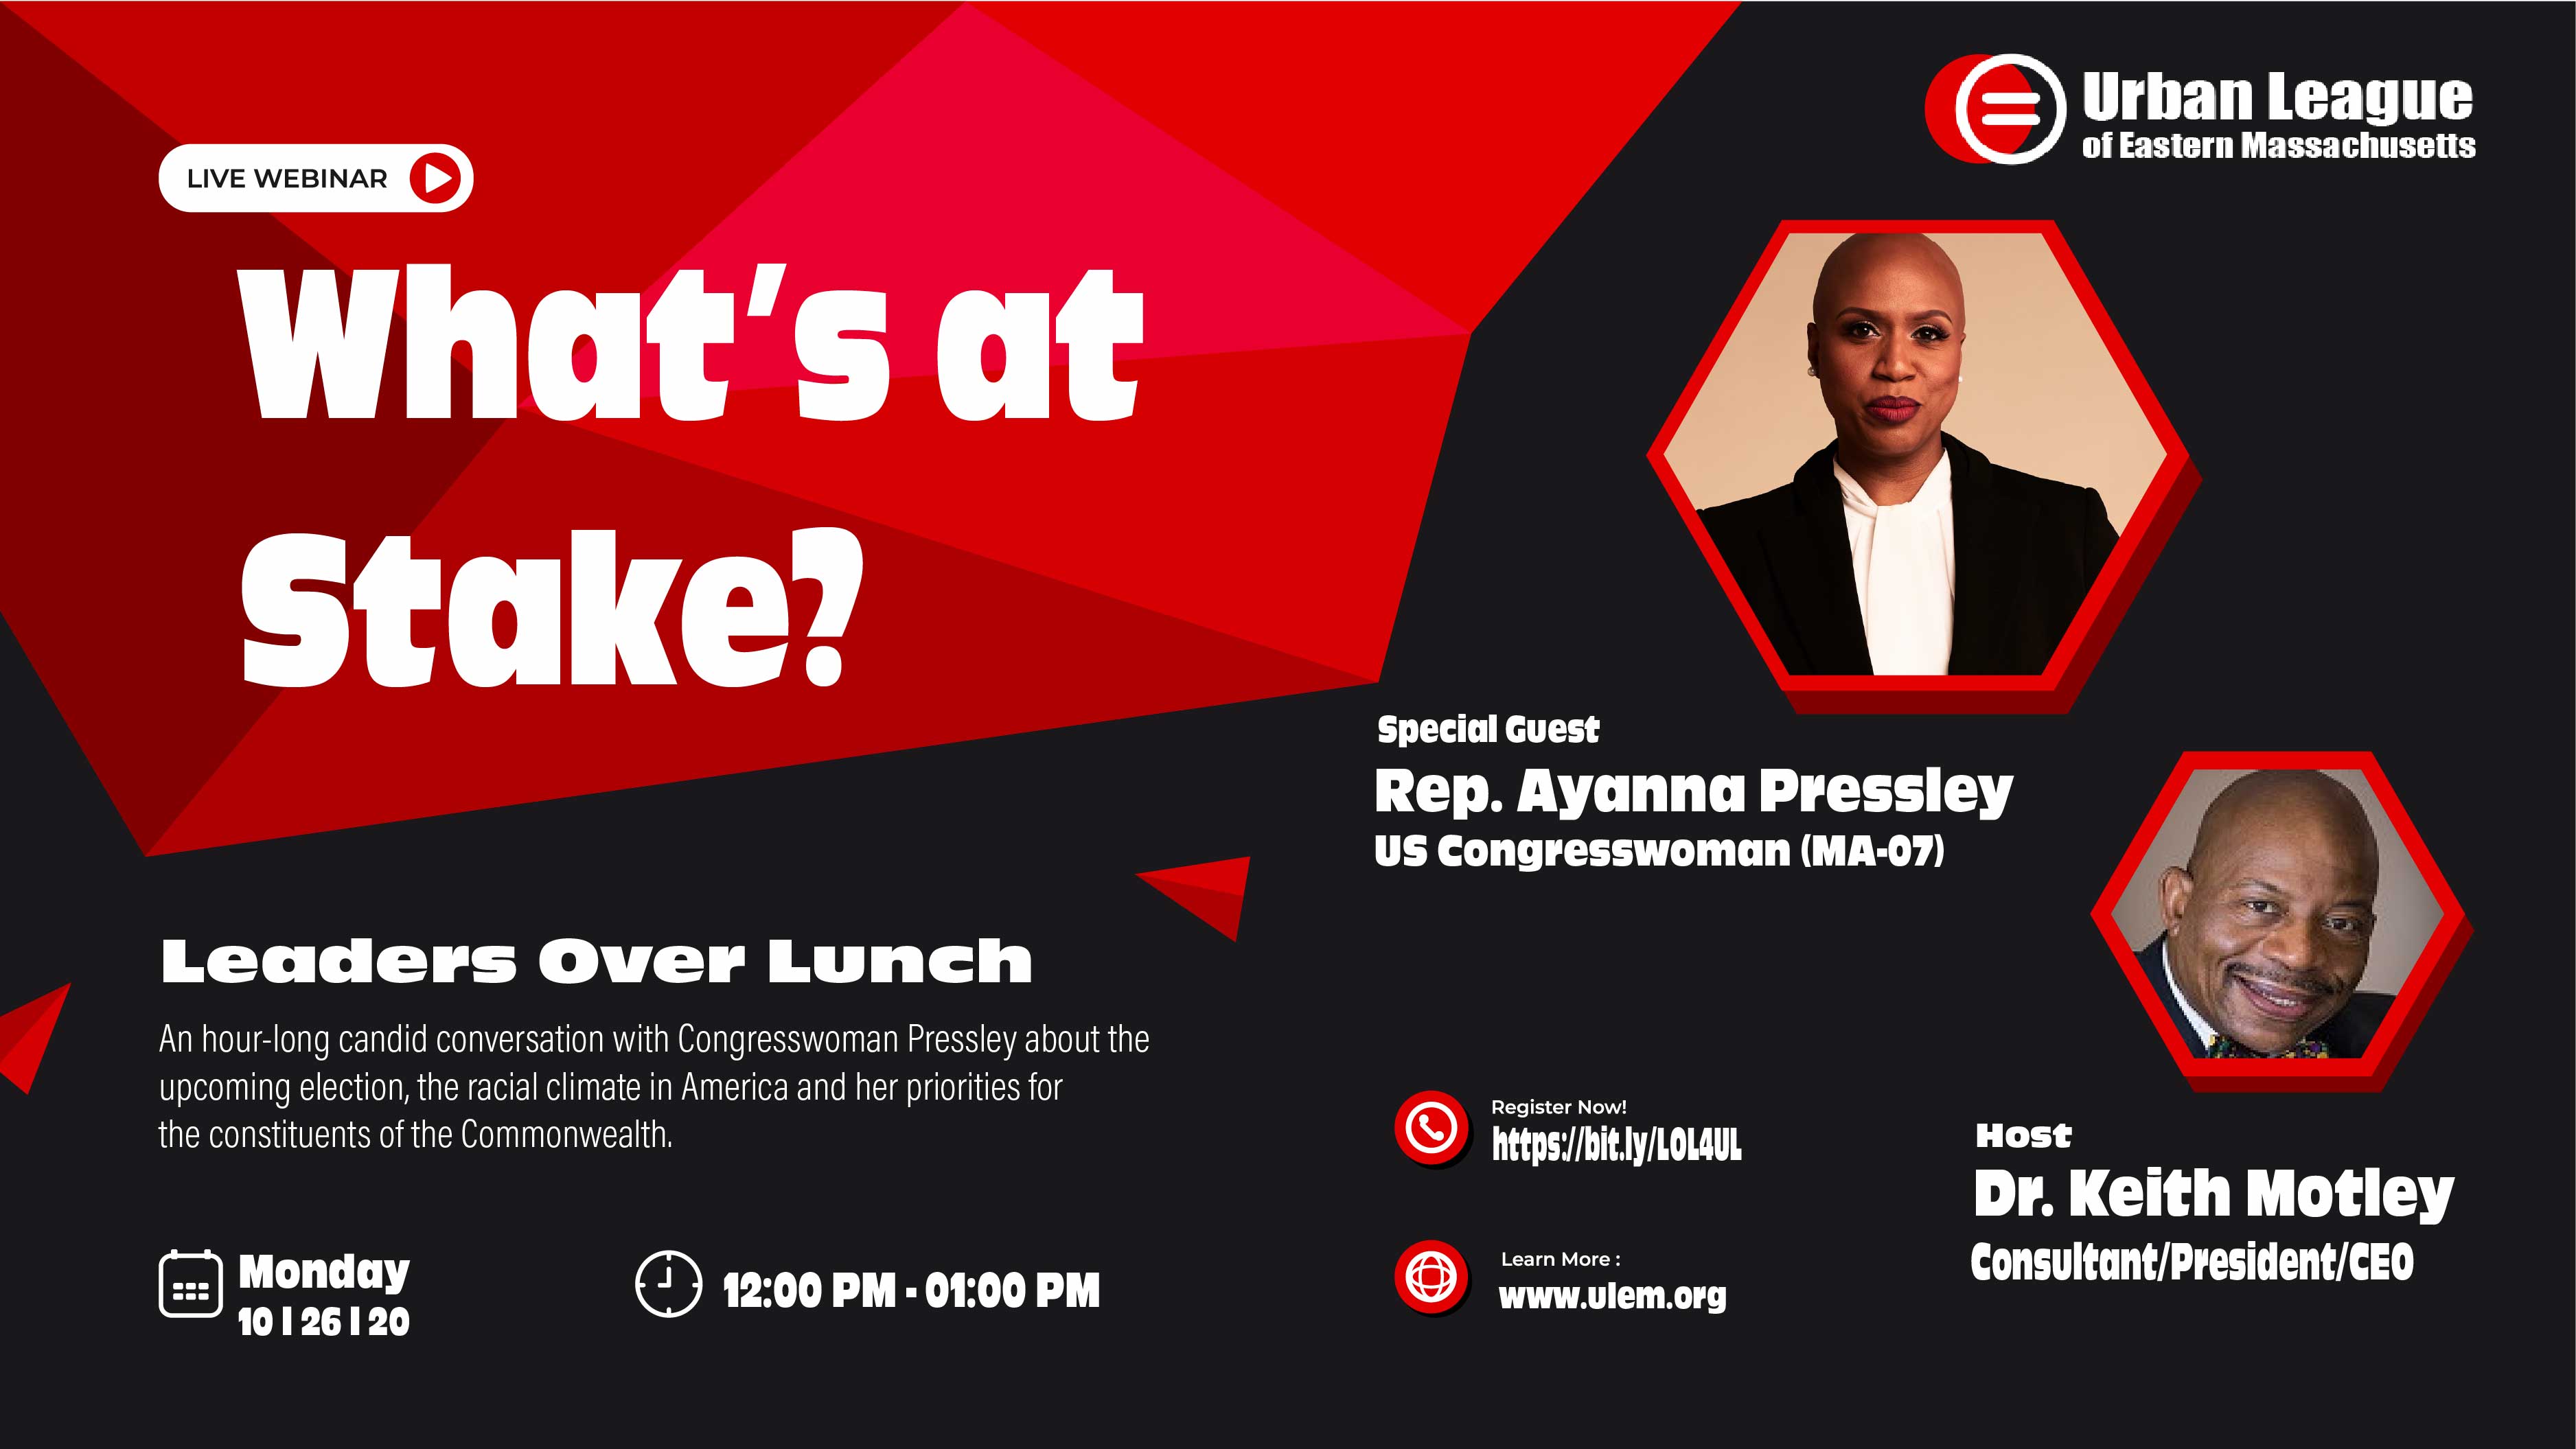 Urban League
of Eastern Massachusetts
LIVE WEBINAR
What's at
Stake?
Special Guest
Rep. Ayanna Pressley
US Congresswoman (MA-07)
Leaders Over Lunch
An hour-long candid conversation with Congresswoman Pressley about the
upcoming election, the racial climate in America and her priorities for
the constituents of the Commonwealth.
Monday
10 | 26 | 20
12:00 PM - 01:00 PM
Register Now!
https://bit.ly/LOL4UL
Learn More :
www.ulem.org
Host
Dr. Keith Motley
Consultant/President/CEO